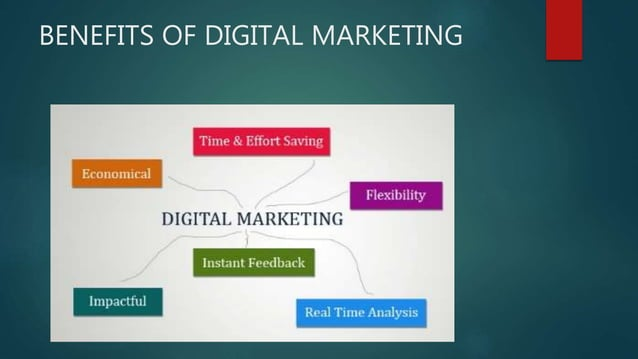 BENEFITS OF DIGITAL MARKETING
Time & Effort Saving
Economical
Flexibility
DIGITAL MARKETING
Instant Feedback
Impactful
Real Time Analysis